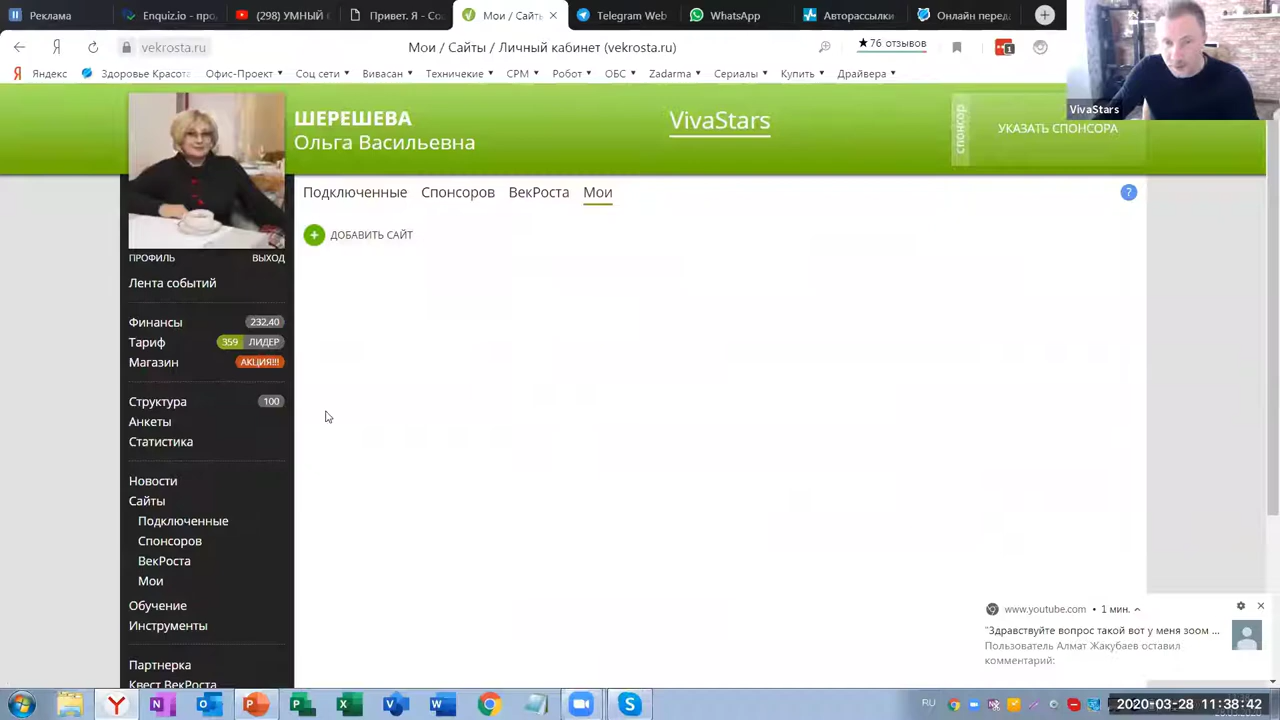 Реклама
Enquiz.io - про,
(298) УМНЫЙ
Привет. Я - Со
Мои / Сайть
Telegram Web
WhatsApp
Авторассылки
Онлайн перед
vekrosta.ru
Мои / Сайты / Личный кабинет (vekrosta.ru)
★76 отзывов
1
Яндекс
Здоровье Красота
Офис-Проект
Соц сети
Вивасан
Технические
СРМ
Робот
ОБС
Zadarma
Сериалы
Купить
Драйвера
VivaStars
ШЕРЕШЕВА
Ольга Васильевна
VivaStars
спонсор
УКАЗАТЬ СПОНСОРА
Подключенные
Спонсоров
ВекРоста
Мои
?
ДОБАВИТЬ САЙТ
ПРОФИЛЬ
ВЫХОД
Лента событий
Финансы
232,40
Тариф
359 ЛИДЕР
Магазин
АКЦИЯ!!!
Структура
100
Анкеты
Статистика
Новости
Сайты
Подключенные
Спонсоров
ВекРоста
Мои
Обучение
Инструменты
Партнерка
Квест ВекРоста
www.youtube.com • 1 мин.
"Здравствуйте вопрос такой вот у меня зоом ...
Пользователь Алмат Жакубаев оставил
комментарий:
RU
2020-03-28 11:38:42